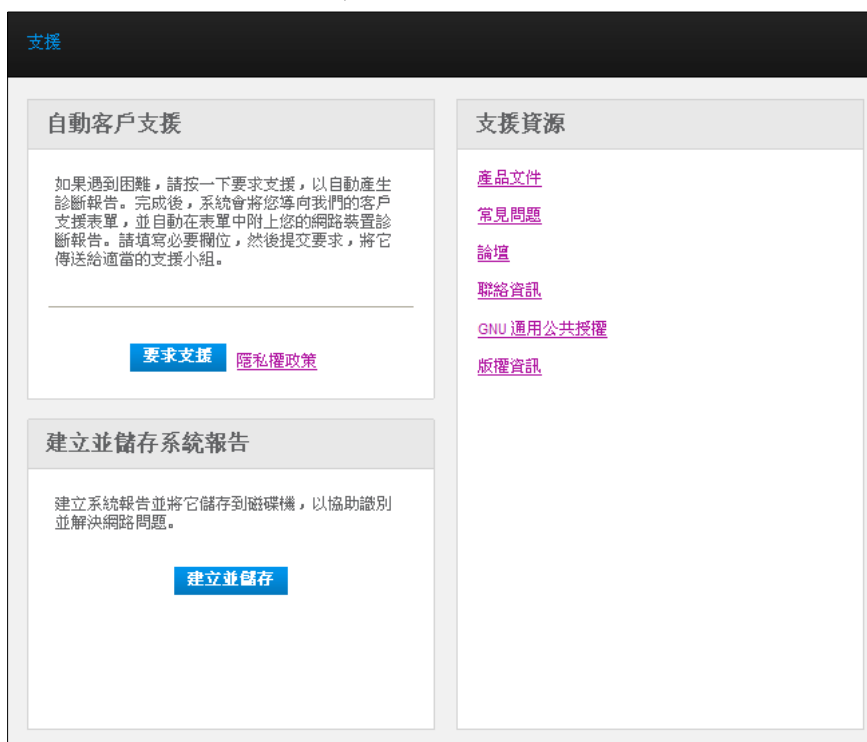 支援
自動客戶支援
如果遇到困難，請按一下要求支援，以自動產生
診斷報告。完成後，系統會將您導向我們的客戶
支援表單，並自動在表單中附上您的網路裝置診
斷報告。請填寫必要欄位，然後提交要求，將它
傳送給適當的支援小組。
要求支援 隱私權政策
建立並儲存系統報告
建立系統報告並將它儲存到磁碟機，以協助識別
並解決網路問題。
建立並儲存
支援資源
產品文件
常見問題
論壇
聯絡資訊
GNU 通用公共授權
版權資訊